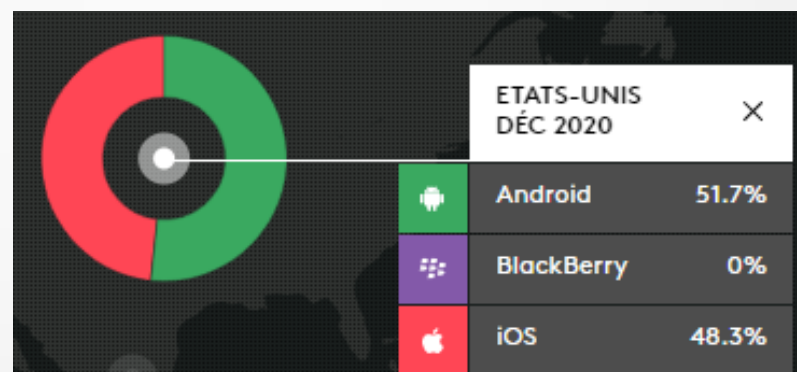 ETATS-UNIS
DÉC 2020
Android 51.7%
BlackBerry 0%
iOS 48.3%